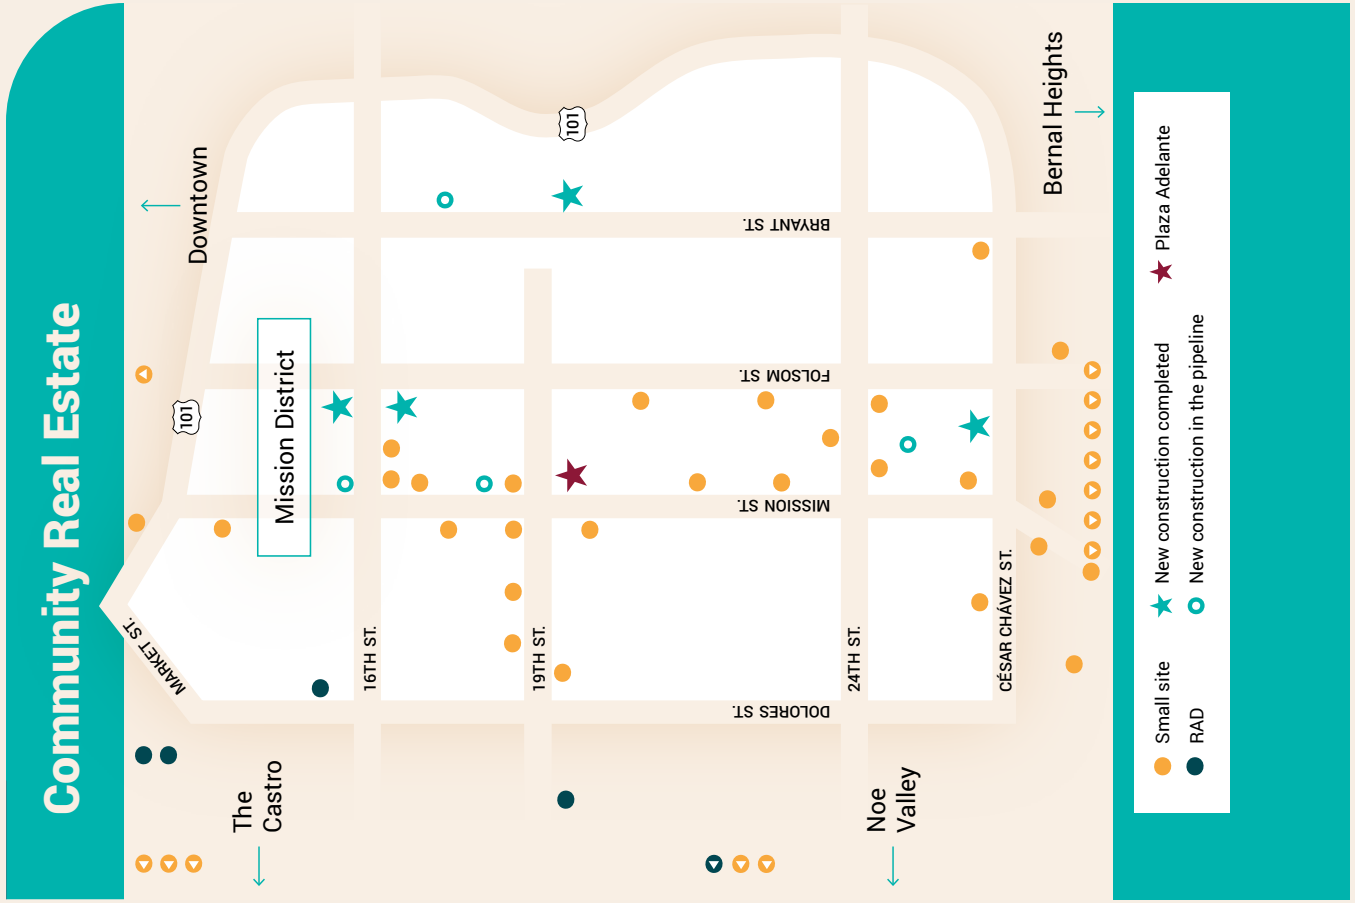 Community Real Estate
Downtown
101
Mission District
MARKET ST.
The
Castro
16TH ST.
19TH ST.
101
BRYANT ST.
FOLSOM ST.
MISSION ST.
DOLORES ST.
24TH ST.
Noe
Valley
CÉSAR CHÁVEZ ST.
Bernal Heights
Small site
New construction completed
Plaza Adelante
RAD
New construction in the pipeline